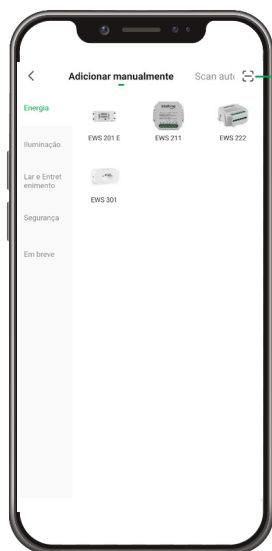 Adicionar manualmente
Scan aut
Energia
EWS 201 E
EWS 211
EWS 222
Iluminação
Lar e Entret
enimento
EWS 301
Segurança
Em breve